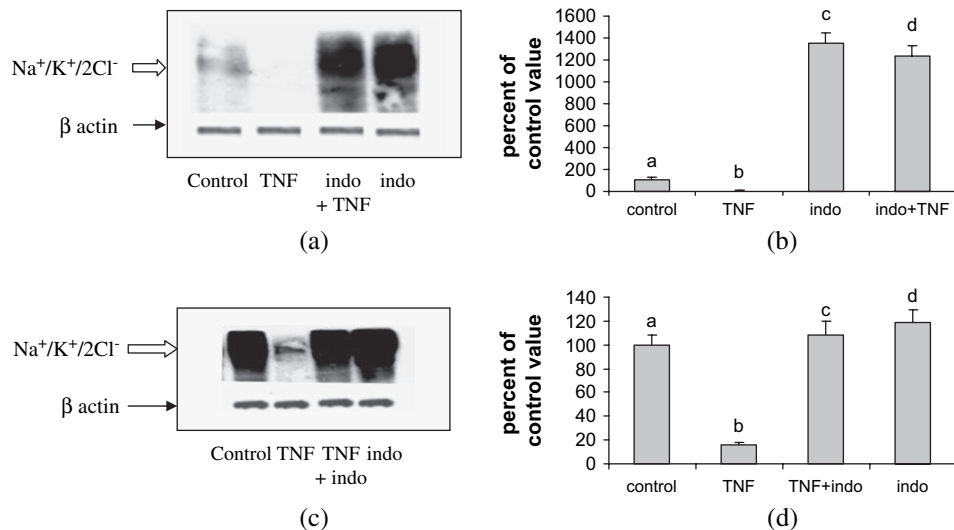 Na⁺/K⁺/2Cl⁻
β actin
Control TNF indo indo
+ TNF
(a)
percent of
control value
1600
1400
1200
1000
800
600
400
200
0
a
b
c
d
control TNF indo indo+TNF
(b)
Na⁺/K⁺/2Cl⁻
β actin
Control TNF TNF indo
+ indo
(c)
percent of
control value
140
120
100
80
60
40
20
0
a
b
c
d
control TNF TNF+indo indo
(d)